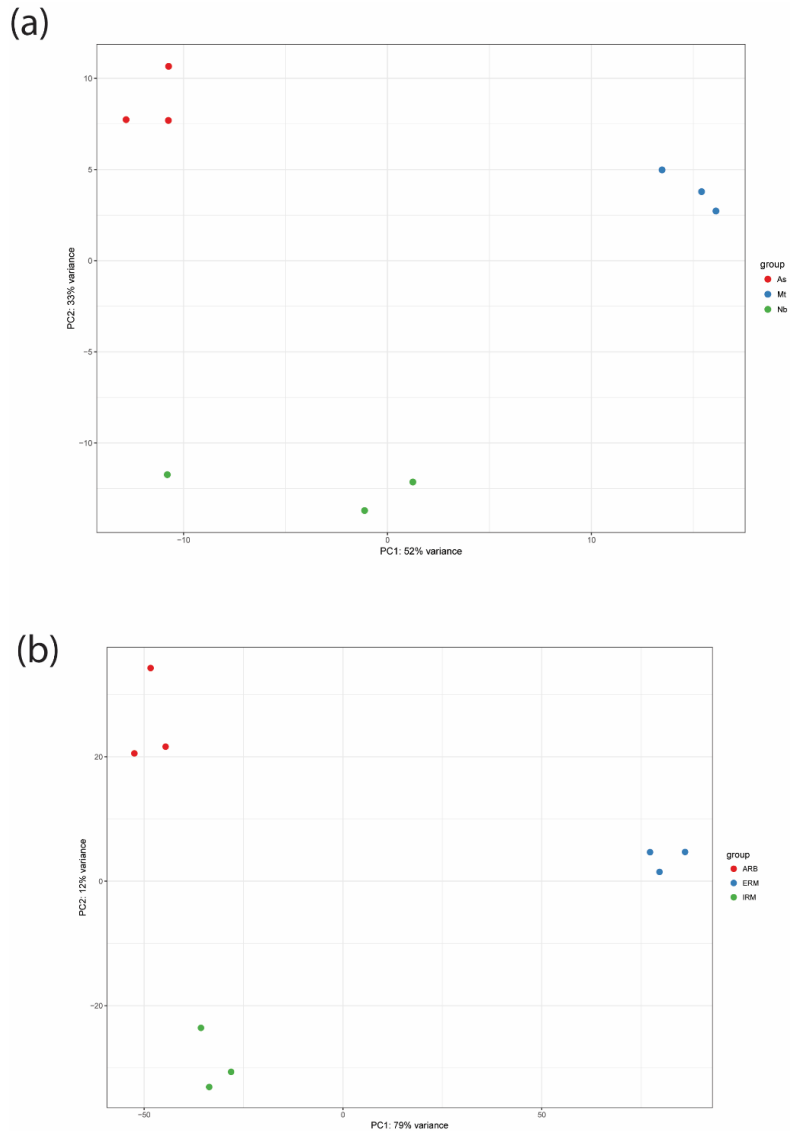 (a)
10
5
0
−5
−10
PC2: 33% variance
−10
0
10
PC1: 52% variance
group
As
Mt
Nb
(b)
20
0
−20
PC2: 12% variance
−50
0
50
PC1: 79% variance
group
ARB
ERM
IRM